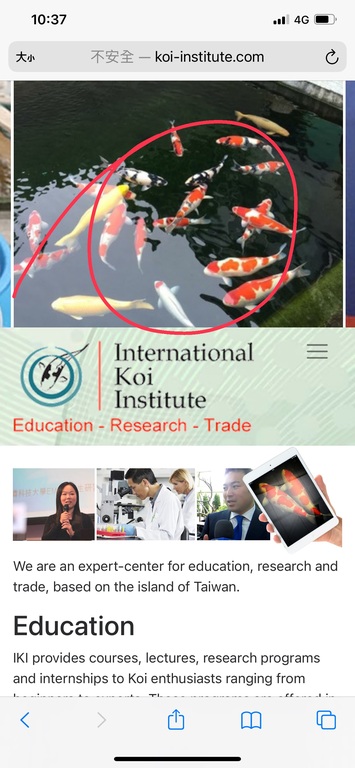 10:37
4G
大小
不安全 — koi-institute.com
International
Koi
Institute
Education - Research - Trade
We are an expert-center for education, research and
trade, based on the island of Taiwan.
Education
IKI provides courses, lectures, research programs
and internships to Koi enthusiasts ranging from